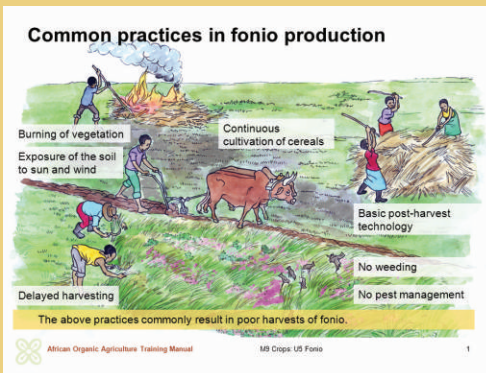 Common practices in fonio production
Burning of vegetation
Exposure of the soil
to sun and wind
Continuous
cultivation of cereals
Basic post-harvest
technology
No weeding
No pest management
Delayed harvesting
The above practices commonly result in poor harvests of fonio.
African Organic Agriculture Training Manual
M9 Crops: U5 Fonio
1